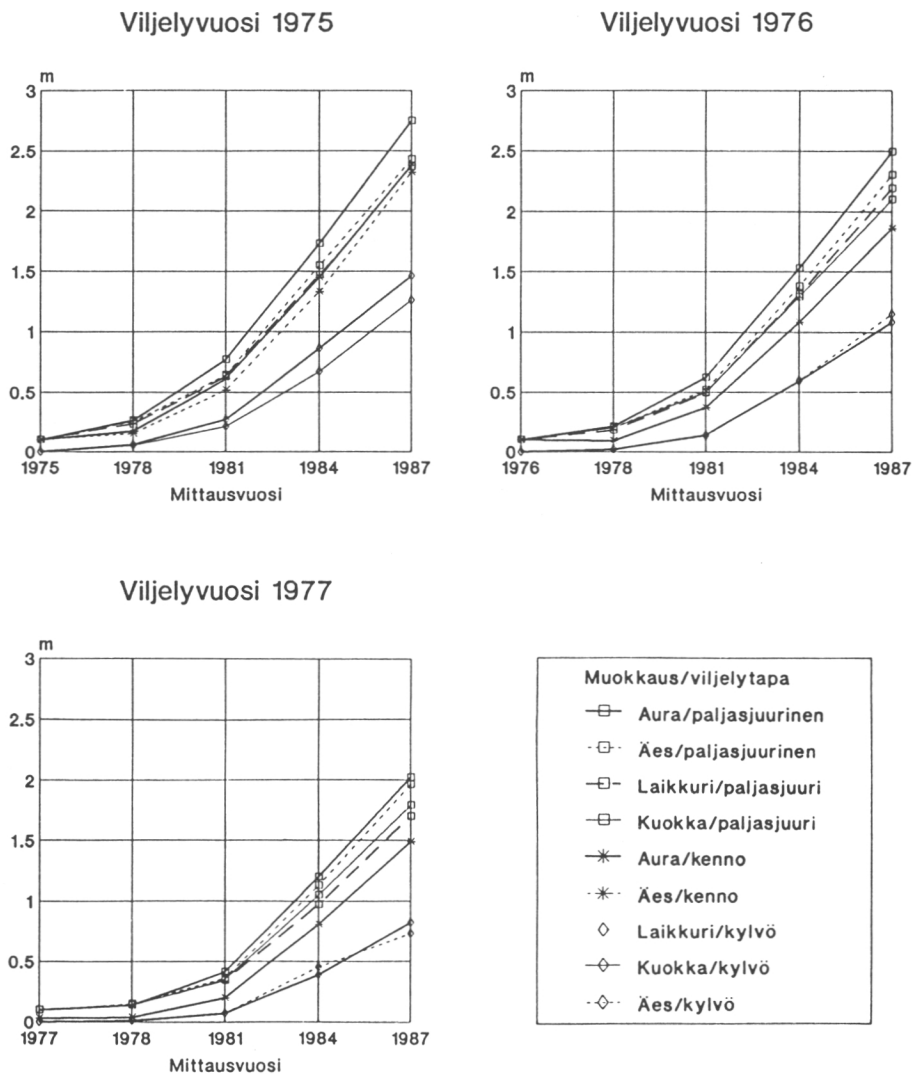 Viljelyvuosi 1975
m
3
2.5
2
1.5
1
0.5
0
1975 1978 1981 1984 1987
Mittausvuosi
Viljelyvuosi 1976
m
3
2.5
2
1.5
1
0.5
0
1976 1978 1981 1984 1987
Mittausvuosi
Viljelyvuosi 1977
m
3
2.5
2
1.5
1
0.5
0
1977 1978 1981 1984 1987
Mittausvuosi
Muokkaus/viljelytapa
Aura/paljasjuurinen
Äes/paljasjuurinen
Laikkuri/paljasjuuri
Kuokka/paljasjuuri
Aura/kenno
Äes/kenno
Laikkuri/kylvö
Kuokka/kylvö
Äes/kylvö